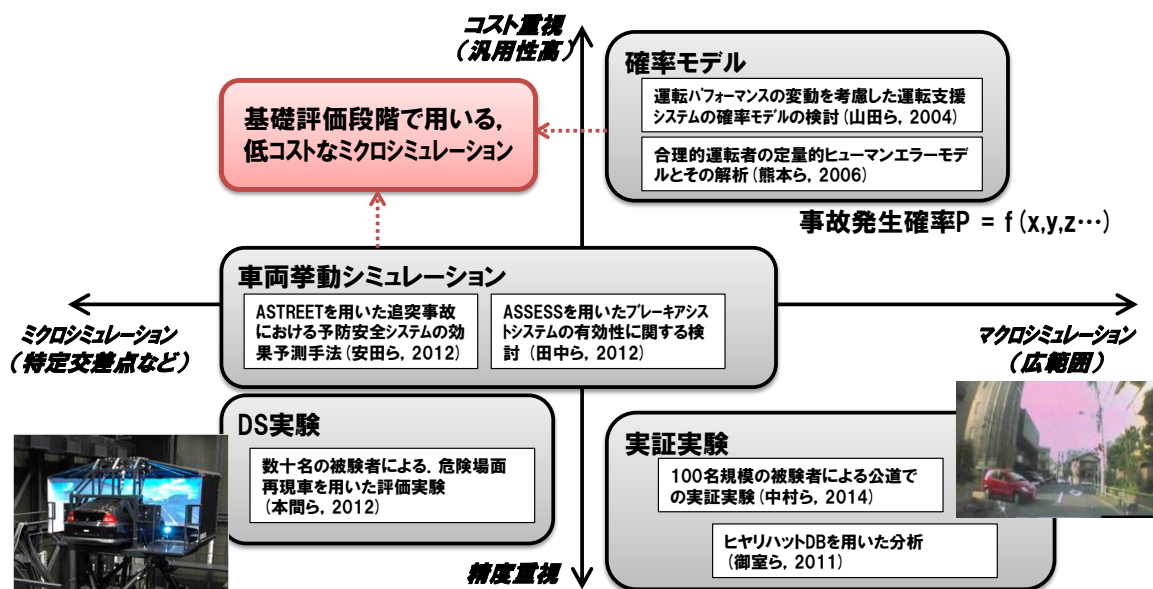 コスト重視
（汎用性高）
確率モデル
運転パフォーマンスの変動を考慮した運転支援
システムの確率モデルの検討(山田ら, 2004)
合理的運転者の定量的ヒューマンエラーモデ
ルとその解析(熊本ら, 2006)
基礎評価段階で用いる,
低コストなミクロシミュレーション
事故発生確率P = f(x,y,z…)
車両挙動シミュレーション
ASTREETを用いた追突事故
における予防安全システムの効
果予測手法(安田ら, 2012)
ASSESSを用いたブレーキアシス
トシステムの有効性に関する検
討 (田中ら, 2012)
ミクロシミュレーション
（特定交差点など）
マクロシミュレーション
（広範囲）
DS実験
数十名の被験者による. 危険場面
再現車を用いた評価実験
(本間ら, 2012)
実証実験
100名規模の被験者による公道で
の実証実験(中村ら, 2014)
ヒヤリハットDBを用いた分析
(御室ら, 2011)
精度重視